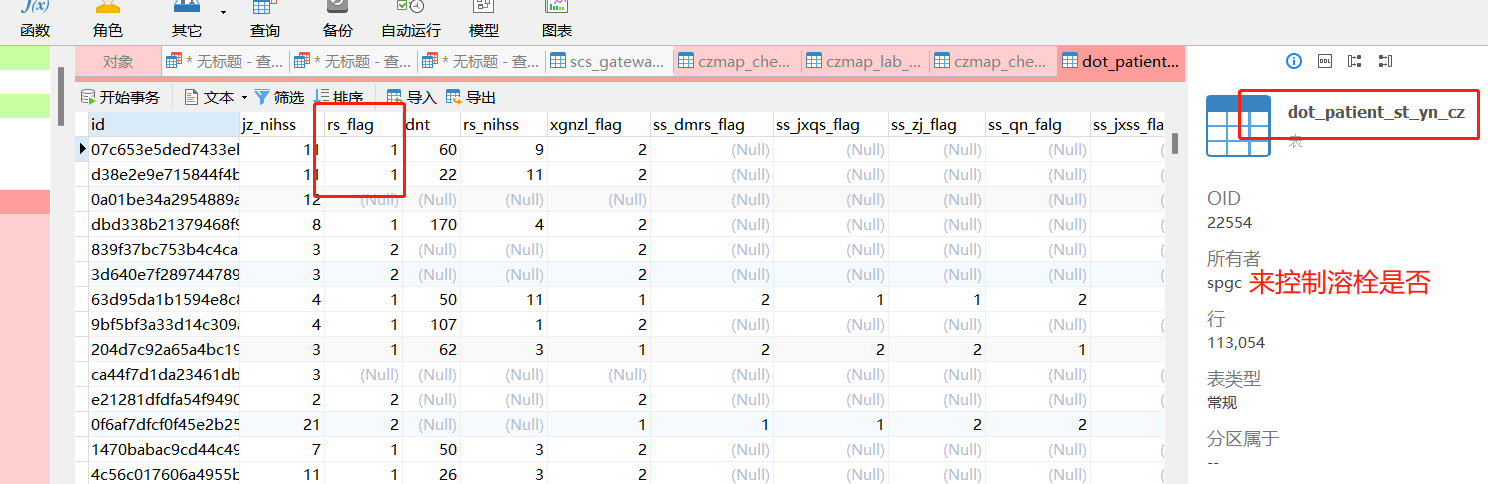 f(x)
函数 角色 其它 查询 备份 自动运行 模型 图表
对象 * 无标题 - 查... * 无标题 - 查... * 无标题 - 查... scs_gatewa... czmap_che... czmap_lab_... czmap_che... dot_patient...
开始事务 文本 筛选 排序 导入 导出
id jz_nihss rs_flag dnt rs_nihss xgnzl_flag ss_dmrs_flag ss_jxqs_flag ss_zj_flag ss_qn_falg ss_jxss_fla
07c653e5ded7433el 11 1 60 9 2 (Null) (Null) (Null) (Null)
d38e2e9e715844f4b 11 1 22 11 2 (Null) (Null) (Null) (Null)
0a01be34a2954889a 12 (Null) (Null) (Null) (Null) (Null) (Null) (Null) (Null)
dbd338b21379468f9 8 1 170 4 2 (Null) (Null) (Null) (Null)
839f37bc753b4c4ca 3 2 (Null) (Null) 2 (Null) (Null) (Null) (Null)
3d640e7f289744789 3 2 (Null) (Null) 2 (Null) (Null) (Null) (Null)
63d95da1b1594e8c8 4 1 50 11 1 2 1 1 2
9bf5bf3a33d14c309a 4 1 107 1 2 (Null) (Null) (Null) (Null)
204d7c92a65a4bc19 3 1 62 3 1 2 2 2 1
ca44f7d1da23461db 3 (Null) (Null) (Null) (Null) (Null) (Null) (Null) (Null)
e21281dfdfa54f9490 2 2 (Null) (Null) 2 (Null) (Null) (Null) (Null)
0f6af7dfcf0f45e2b25 21 2 (Null) (Null) 1 1 1 2 2
1470babac9cd44c49 7 1 50 3 2 (Null) (Null) (Null) (Null)
4c56c017606a4955b 11 1 26 3 2 (Null) (Null) (Null) (Null)
DDL
dot_patient_st_yn_cz
表
OID
22554
所有者
spgc 来控制溶栓是否
行
113,054
表类型
常规
分区属于
--